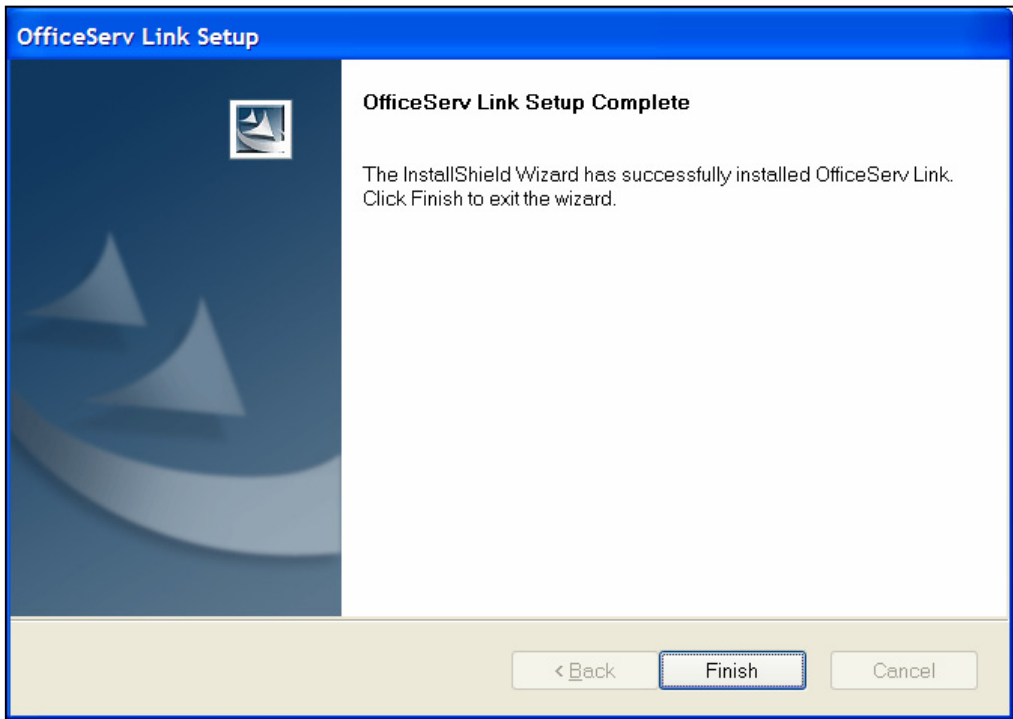 OfficeServ Link Setup
OfficeServ Link Setup Complete
The InstallShield Wizard has successfully installed OfficeServ Link.
Click Finish to exit the wizard.
< Back
Finish
Cancel